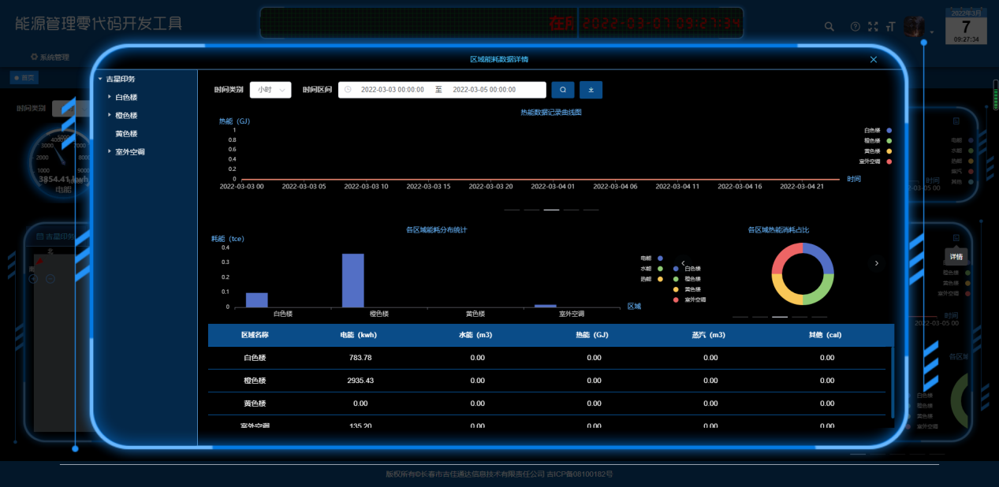 能源管理零代码开发工具
2022-03-07 09:27:34
2022年3月
7
09:27:34
系统管理
首页
区域能耗数据详情
吉星印务
白色楼
橙色楼
黄色楼
室外空调
时间类别 小时 时间区间 2022-03-03 00:00:00 至 2022-03-05 00:00:00
热能数据记录曲线图
热能（GJ）
1
0.8
0.6
0.4
0.2
0
2022-03-03 00 2022-03-03 05 2022-03-03 10 2022-03-03 15 2022-03-03 20 2022-03-04 01 2022-03-04 06 2022-03-04 11 2022-03-04 16 2022-03-04 21
时间
白色楼
橙色楼
黄色楼
室外空调
各区域能耗分布统计
耗能（tce）
0.4
0.3
0.2
0.1
0
白色楼 橙色楼 黄色楼 室外空调
区域
电能
水能
热能
各区域热能消耗占比
白色楼
橙色楼
黄色楼
室外空调
区域名称 电能（kwh） 水能（m3） 热能（GJ） 蒸汽（m3） 其他（cal）
白色楼 783.78 0.00 0.00 0.00 0.00
橙色楼 2935.43 0.00 0.00 0.00 0.00
黄色楼 0.00 0.00 0.00 0.00 0.00
室外空调 135.20 0.00 0.00 0.00 0.00
时间类别
3000
2000
1000
0
7000
8000
9000
3854.41 kwh
电能
吉星印务
北
电能
水能
热能
蒸汽
其他
时间
详情
橙色楼
黄色楼
室外空调
时间
2022-03-05 00
各区域
白色楼
橙色楼
黄色楼
室外空调
版权所有©长春市吉佳通达信息技术有限责任公司 吉ICP备08100182号